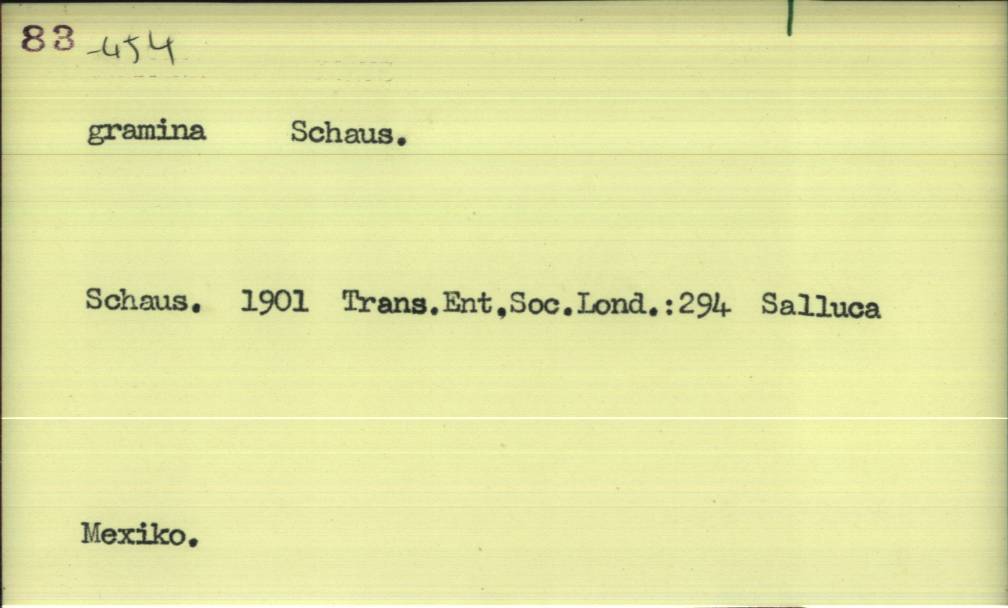 83 -454
gramina Schaus.
Schaus. 1901 Trans.Ent,Soc.Lond.:294 Salluca
Mexiko.